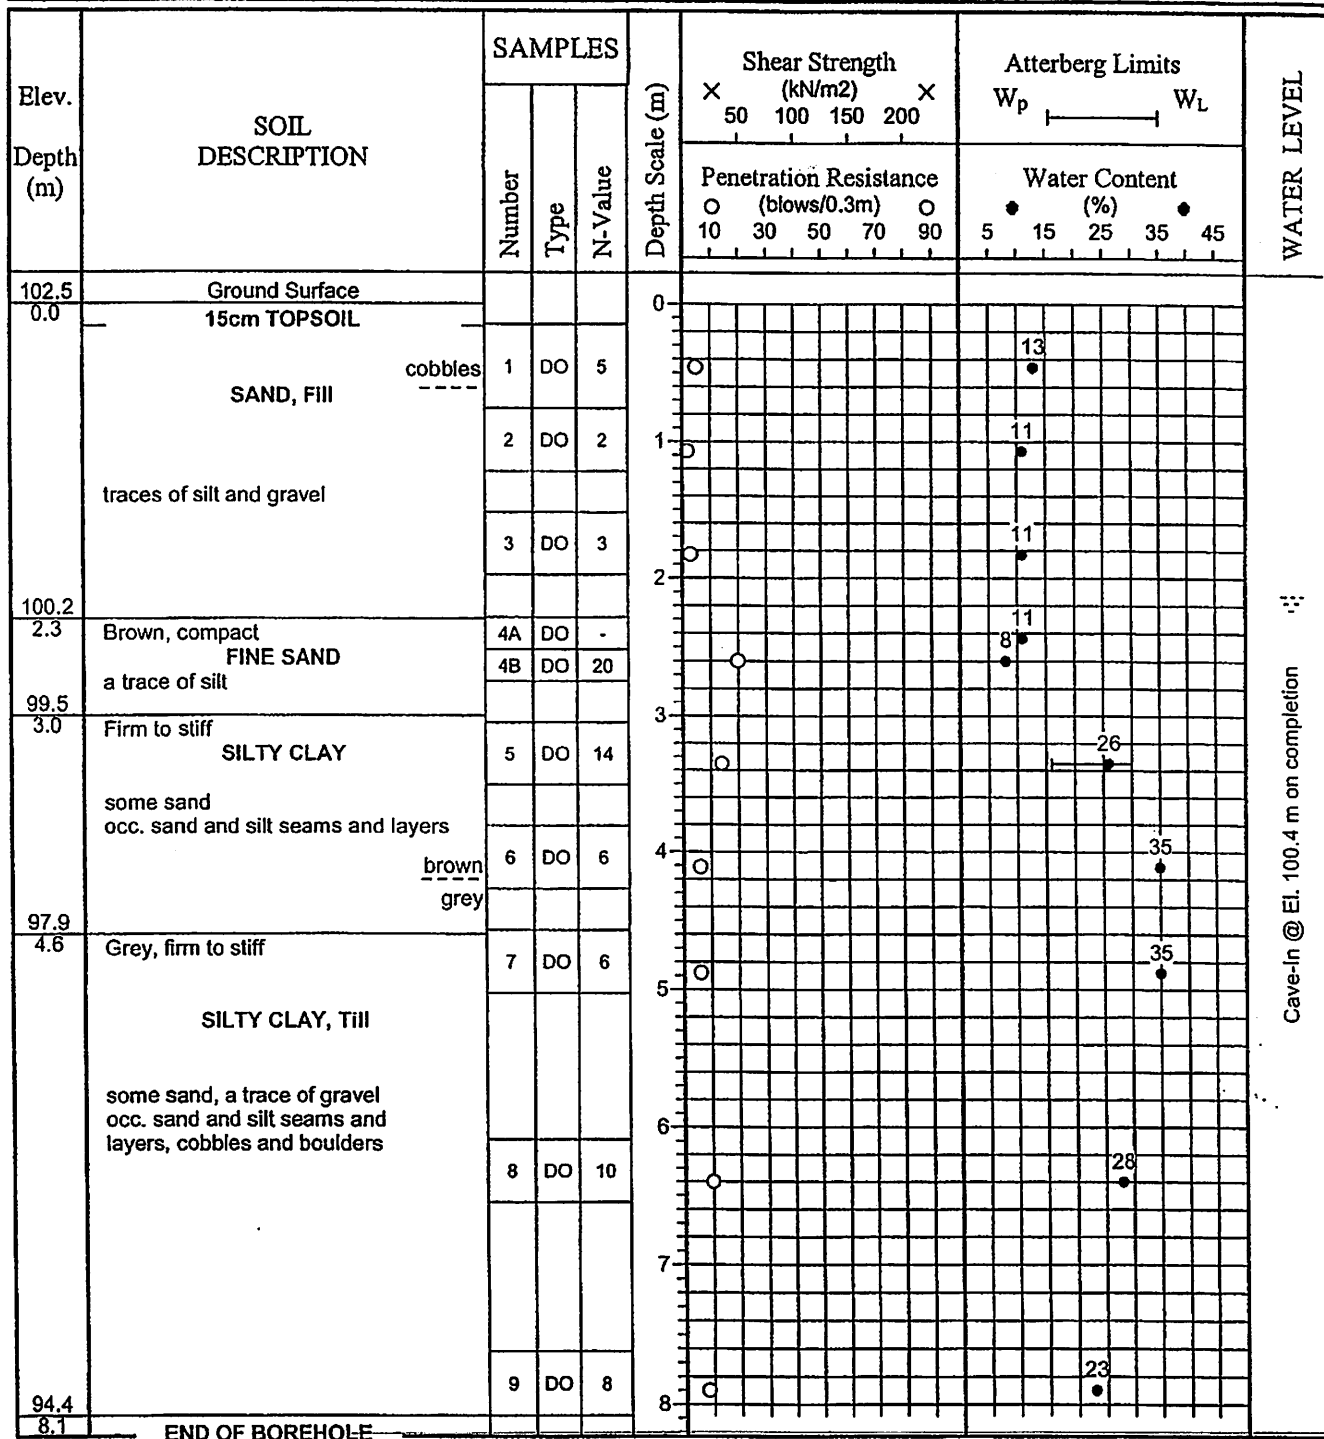 Elev.
Depth
(m)
SOIL
DESCRIPTION
SAMPLES
Number
Type
N-Value
Depth Scale (m)
Shear Strength
(kN/m2)
50 100 150 200
Penetration Resistance
(blows/0.3m)
10 30 50 70 90
Atterberg Limits
Wp WL
Water Content
(%)
5 15 25 35 45
WATER LEVEL
102.5 Ground Surface
0.0 15cm TOPSOIL
0
cobbles 1 DO 5
13
SAND, Fill
2 DO 2
1
11
traces of silt and gravel
3 DO 3
11
2
100.2
2.3 Brown, compact 4A DO -
11
FINE SAND
4B DO 20
8
a trace of silt
99.5
3.0 Firm to stiff
3
SILTY CLAY 5 DO 14
26
some sand
occ. sand and silt seams and layers
brown 6 DO 6
4
35
grey
97.9
4.6 Grey, firm to stiff
7 DO 6
35
5
SILTY CLAY, Till
some sand, a trace of gravel
occ. sand and silt seams and
layers, cobbles and boulders
6
8 DO 10
28
7
9 DO 8
23
94.4
8
8.1 END OF BOREHOLE
Cave-In @ El. 100.4 m on completion